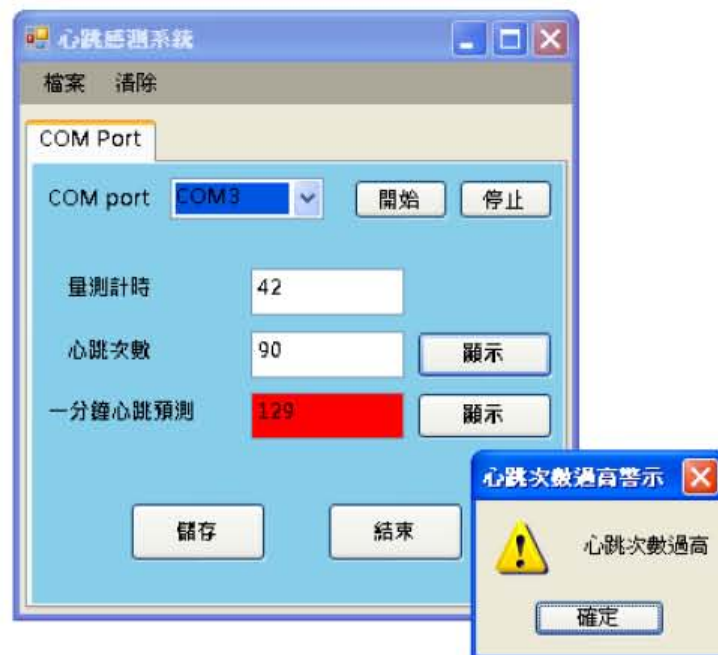 心跳感測系統
檔案 清除
COM Port
COM port COM3 開始 停止
量測計時 42
心跳次數 90 顯示
一分鐘心跳預測 129 顯示
儲存 結束
心跳次數過高警示
心跳次數過高
確定